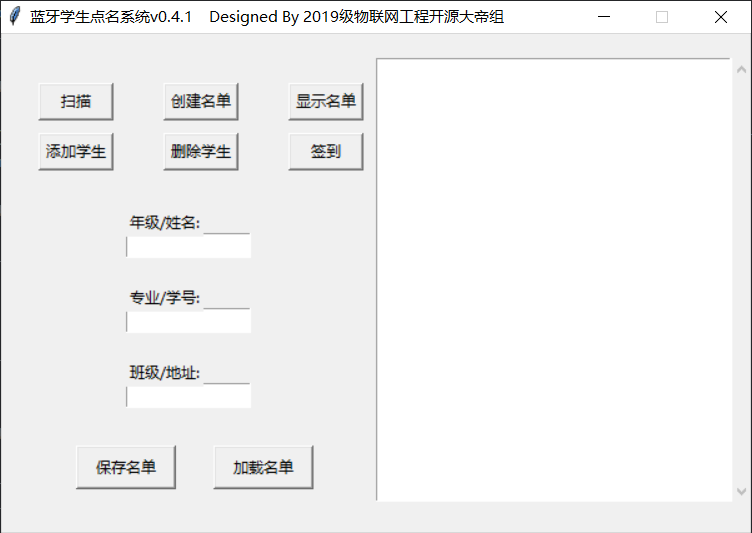 蓝牙学生点名系统v0.4.1 Designed By 2019级物联网工程开源大帝组
扫描 创建名单 显示名单
添加学生 删除学生 签到
年级/姓名:
专业/学号:
班级/地址:
保存名单 加载名单